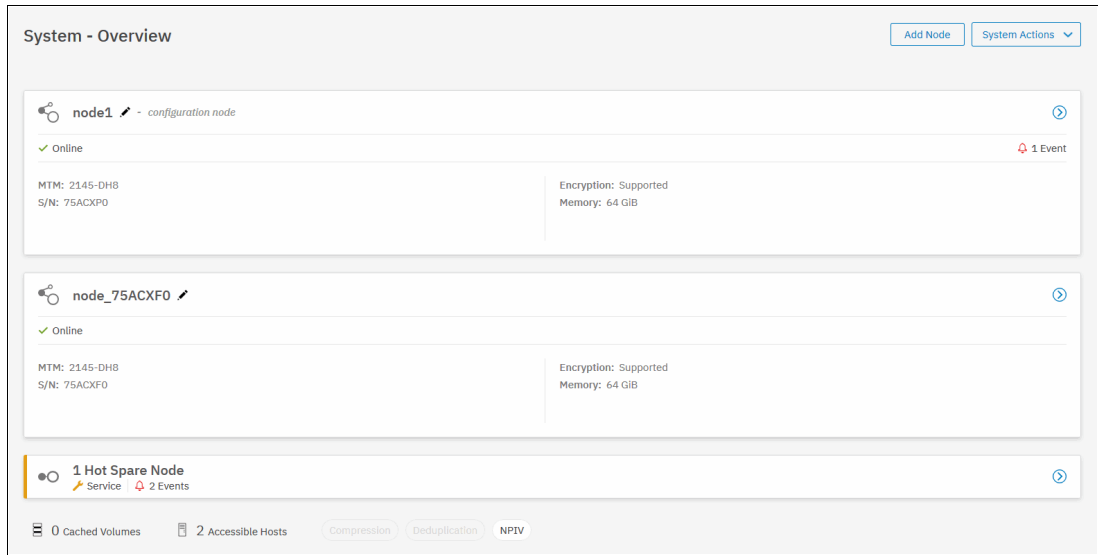 System - Overview
Add Node
System Actions
node1 - configuration node
Online
1 Event
MTM: 2145-DH8
S/N: 75ACXP0
Encryption: Supported
Memory: 64 GiB
node_75ACXF0
Online
MTM: 2145-DH8
S/N: 75ACXF0
Encryption: Supported
Memory: 64 GiB
1 Hot Spare Node
Service 2 Events
0 Cached Volumes
2 Accessible Hosts
Compression
Deduplication
NPIV